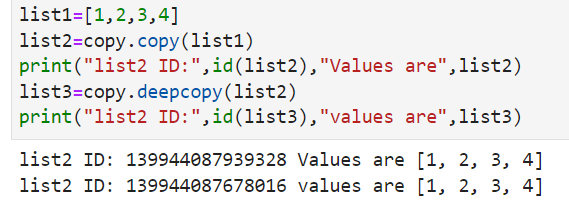 list1=[1,2,3,4]
list2=copy.copy(list1)
print("list2 ID:",id(list2),"Values are",list2)
list3=copy.deepcopy(list2)
print("list2 ID:",id(list3),"values are",list3)
list2 ID: 139944087939328 Values are [1, 2, 3, 4]
list2 ID: 139944087678016 values are [1, 2, 3, 4]